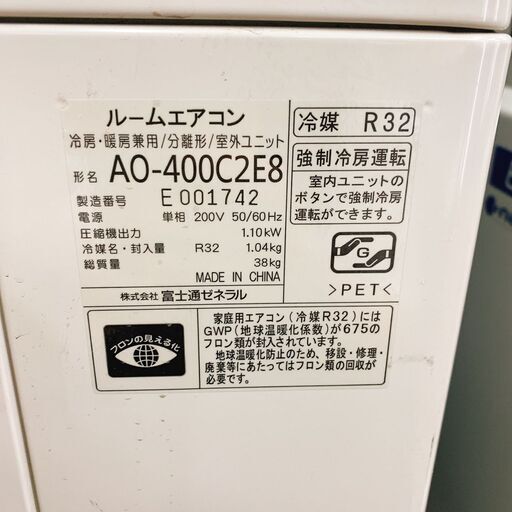 ルームエアコン
冷房・暖房兼用/分離形/室外ユニット
形名 AO-400C2E8
製造番号 E 001742
電源 単相 200V 50/60Hz
圧縮機出力 1.10kW
冷媒名・封入量 R32 1.04kg
総質量 38kg
MADE IN CHINA
株式会社 富士通ゼネラル
冷媒 R32
強制冷房運転
室内ユニットの
ボタンで強制冷房
運転ができます。
G
>PET<
フロンの見える化
家庭用エアコン(冷媒R32)には
GWP(地球温暖化係数)が675の
フロン類が封入されています。
地球温暖化防止のため、移設・修理・
廃棄等にあたってはフロン類の回収が
必要です。